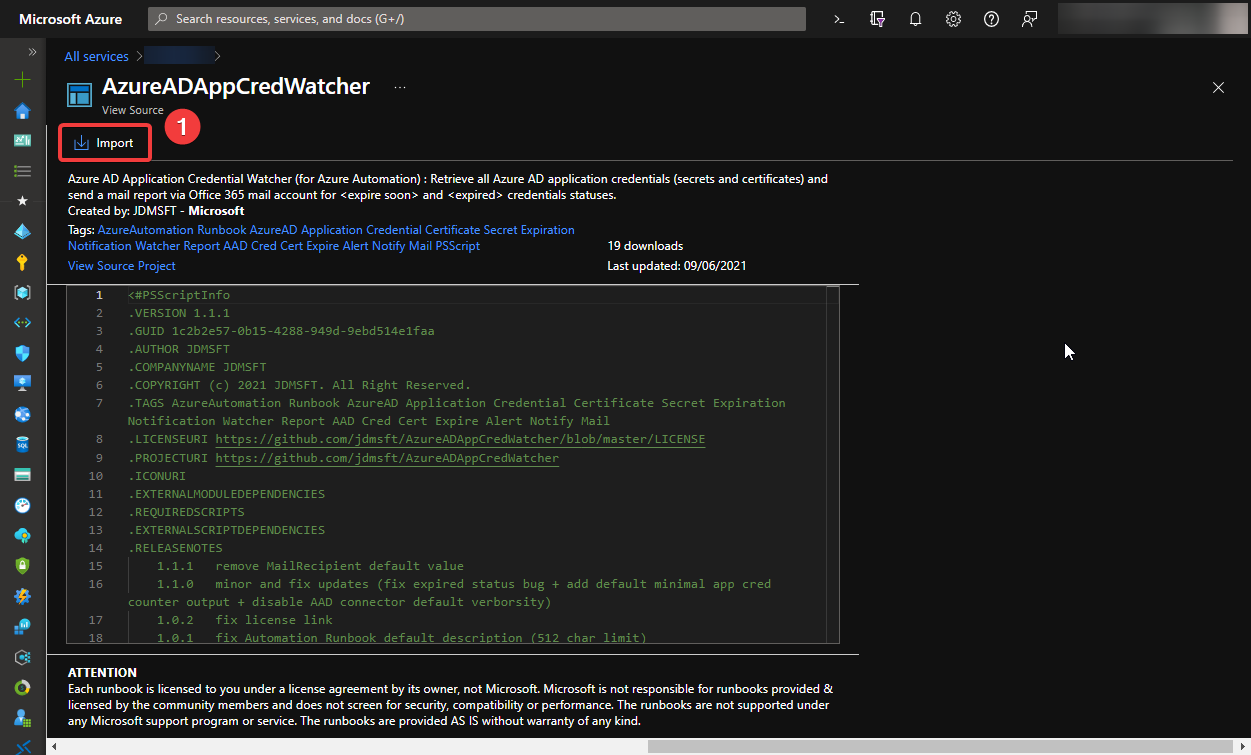 Microsoft Azure
Search resources, services, and docs (G+/)
All services
AzureADAppCredWatcher
...
View Source
Import
1
Azure AD Application Credential Watcher (for Azure Automation) : Retrieve all Azure AD application credentials (secrets and certificates) and
send a mail report via Office 365 mail account for <expire soon> and <expired> credentials statuses.
Created by: JDMSFT - Microsoft
Tags: AzureAutomation Runbook AzureAD Application Credential Certificate Secret Expiration
Notification Watcher Report AAD Cred Cert Expire Alert Notify Mail PSScript
19 downloads
View Source Project
Last updated: 09/06/2021
1 <#PSScriptInfo
2 .VERSION 1.1.1
3 .GUID 1c2b2e57-0b15-4288-949d-9ebd514e1faa
4 .AUTHOR JDMSFT
5 .COMPANYNAME JDMSFT
6 .COPYRIGHT (c) 2021 JDMSFT. All Right Reserved.
7 .TAGS AzureAutomation Runbook AzureAD Application Credential Certificate Secret Expiration
Notification Watcher Report AAD Cred Cert Expire Alert Notify Mail
8 .LICENSEURI https://github.com/jdmsft/AzureADAppCredWatcher/blob/master/LICENSE
9 .PROJECTURI https://github.com/jdmsft/AzureADAppCredWatcher
10 .ICONURI
11 .EXTERNALMODULEDEPENDENCIES
12 .REQUIREDSCRIPTS
13 .EXTERNALSCRIPTDEPENDENCIES
14 .RELEASENOTES
15 1.1.1 remove MailRecipient default value
16 1.1.0 minor and fix updates (fix expired status bug + add default minimal app cred
counter output + disable AAD connector default verborsity)
17 1.0.2 fix license link
18 1.0.1 fix Automation Runbook default description (512 char limit)
ATTENTION
Each runbook is licensed to you under a license agreement by its owner, not Microsoft. Microsoft is not responsible for runbooks provided &
licensed by the community members and does not screen for security, compatibility or performance. The runbooks are not supported under
any Microsoft support program or service. The runbooks are provided AS IS without warranty of any kind.